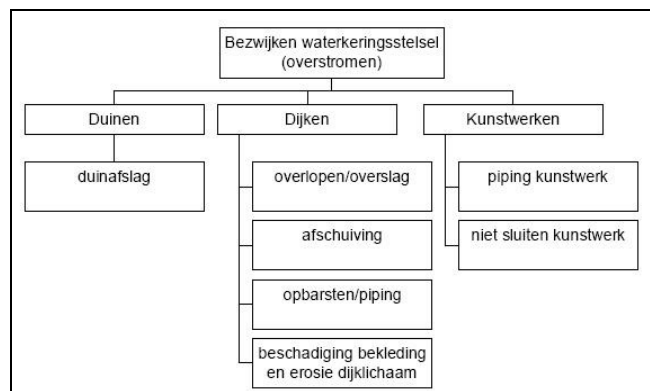 Bezwijken waterkeringsstelsel
(overstromen)
Duinen
Dijken
Kunstwerken
duinafslag
overlopen/overslag
piping kunstwerk
afschuiving
niet sluiten kunstwerk
opbarsten/piping
beschadiging bekleding
en erosie dijklichaam